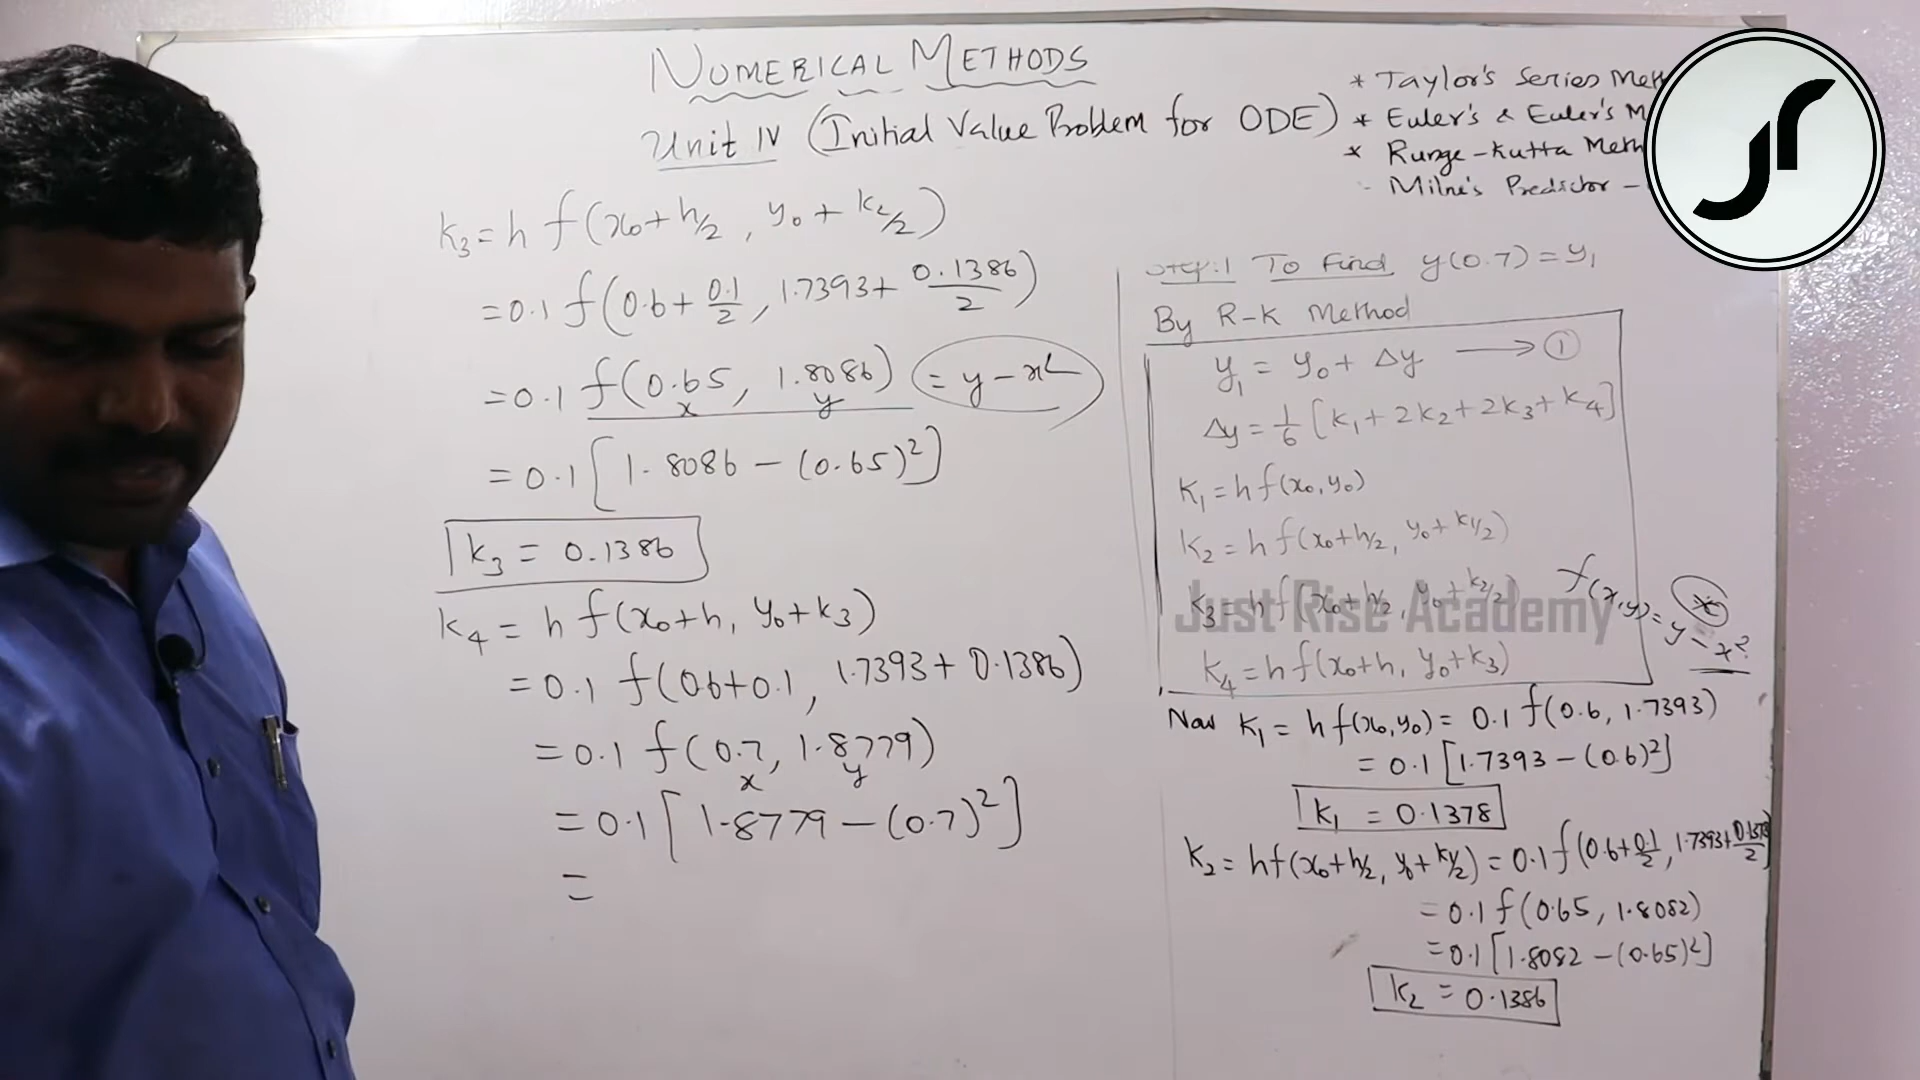 NUMERICAL METHODS
Unit IV (Initial Value Problem for ODE)
* Taylor's Series Met
* Euler's & Euler's M
* Runge-Kutta Meth
Milne's Predictor -
K₃ = h f(x₀+h/2, y₀+k₂/2)
= 0.1 f(0.6+0.1/2, 1.7393+0.1386/2)
= 0.1 f(0.65, 1.8086) = y-x²
x y
= 0.1[1.8086-(0.65)²]
K₃ = 0.1386
K₄ = h f(x₀+h, y₀+k₃)
= 0.1 f(0.6+0.1, 1.7393+0.1386)
= 0.1 f(0.7, 1.8779)
x y
= 0.1[1.8779-(0.7)²]
=
Step:1 To Find y(0.7) = y₁
By R-K Method
y₁ = y₀ + Δy → ①
Δy = 1/6 [K₁+2K₂+2K₃+K₄]
K₁ = h f(x₀, y₀)
K₂ = h f(x₀+h/2, y₀+k₁/2)
K₃ = h f(x₀+h/2, y₀+k₂/2)
K₄ = h f(x₀+h, y₀+k₃)
f(x,y) = y-x²
Just Rise Academy
Now K₁ = h f(x₀,y₀) = 0.1 f(0.6, 1.7393)
= 0.1[1.7393-(0.6)²]
K₁ = 0.1378
K₂ = hf(x₀+h/2, y₀+k₁/2) = 0.1 f(0.6+0.1/2, 1.7393+0.1378/2)
= 0.1 f(0.65, 1.8082)
= 0.1[1.8082-(0.65)²]
K₂ = 0.1386